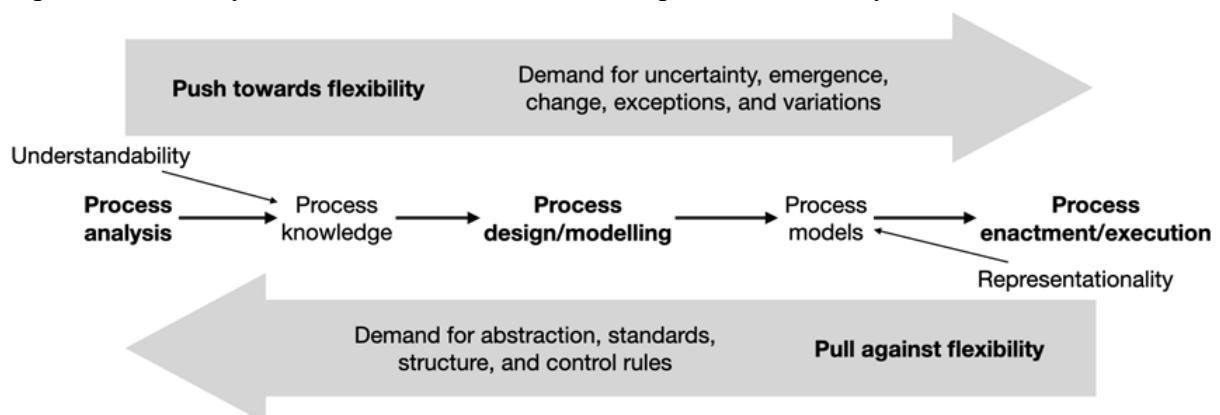 Push towards flexibility
Demand for uncertainty, emergence,
change, exceptions, and variations
Understandability
Process
analysis
Process
knowledge
Process
design/modelling
Process
models
Process
enactment/execution
Representationality
Demand for abstraction, standards,
structure, and control rules
Pull against flexibility